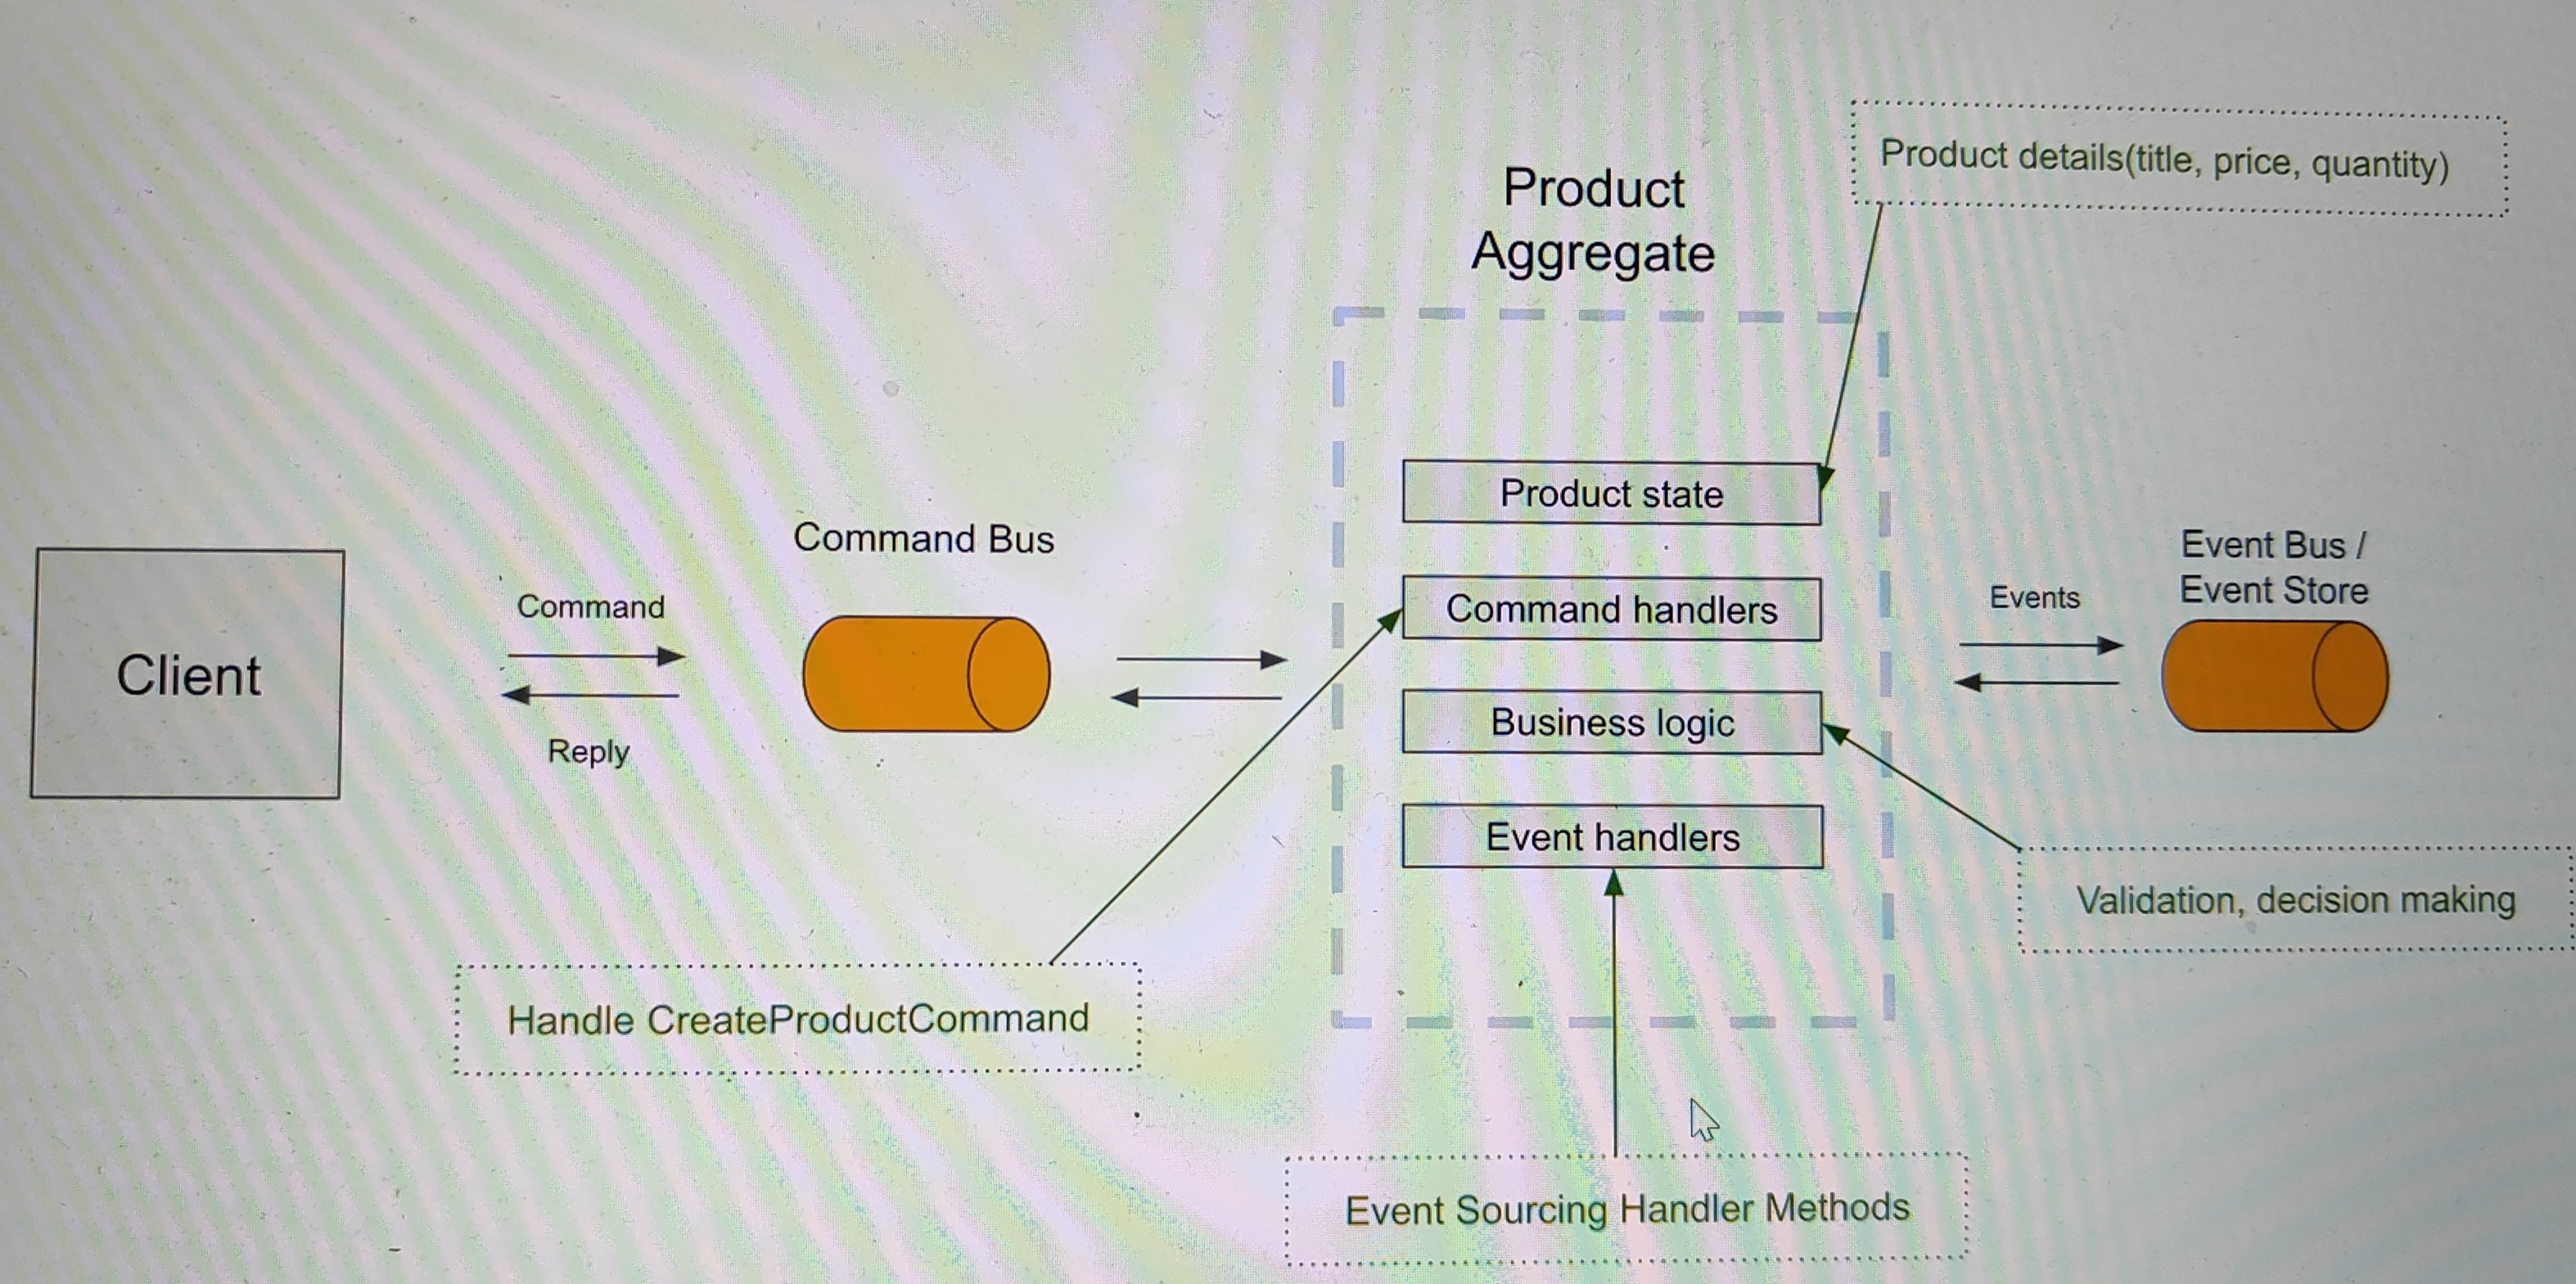 Product details(title, price, quantity)
Product
Aggregate
Product state
Command Bus
Event Bus /
Event Store
Command
Command handlers
Events
Client
Business logic
Reply
Event handlers
Validation, decision making
Handle CreateProductCommand
Event Sourcing Handler Methods